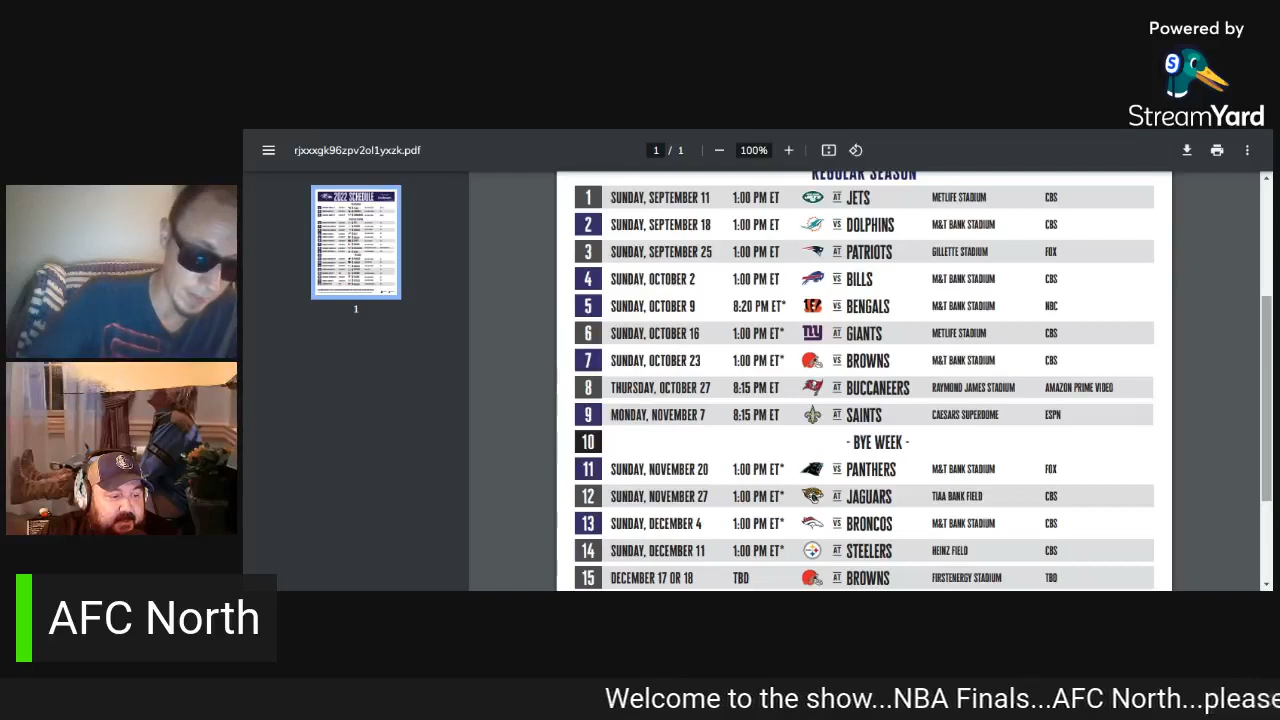 Powered by
S
StreamYard
rjxxxgk96zpv2ol1yxzk.pdf
1 / 1
100%
2022 SCHEDULE
1
REGULAR SEASON
1 SUNDAY, SEPTEMBER 11 1:00 PM ET AT JETS METLIFE STADIUM CBS
2 SUNDAY, SEPTEMBER 18 1:00 PM ET VS DOLPHINS M&T BANK STADIUM CBS
3 SUNDAY, SEPTEMBER 25 1:00 PM ET AT PATRIOTS GILLETTE STADIUM FOX
4 SUNDAY, OCTOBER 2 1:00 PM ET VS BILLS M&T BANK STADIUM CBS
5 SUNDAY, OCTOBER 9 8:20 PM ET* VS BENGALS M&T BANK STADIUM NBC
6 SUNDAY, OCTOBER 16 1:00 PM ET* NY AT GIANTS METLIFE STADIUM CBS
7 SUNDAY, OCTOBER 23 1:00 PM ET* VS BROWNS M&T BANK STADIUM CBS
8 THURSDAY, OCTOBER 27 8:15 PM ET AT BUCCANEERS RAYMOND JAMES STADIUM AMAZON PRIME VIDEO
9 MONDAY, NOVEMBER 7 8:15 PM ET AT SAINTS CAESARS SUPERDOME ESPN
10 - BYE WEEK -
11 SUNDAY, NOVEMBER 20 1:00 PM ET* VS PANTHERS M&T BANK STADIUM FOX
12 SUNDAY, NOVEMBER 27 1:00 PM ET* AT JAGUARS TIAA BANK FIELD CBS
13 SUNDAY, DECEMBER 4 1:00 PM ET* VS BRONCOS M&T BANK STADIUM CBS
14 SUNDAY, DECEMBER 11 1:00 PM ET* AT STEELERS HEINZ FIELD CBS
15 DECEMBER 17 OR 18 TBD AT BROWNS FIRSTENERGY STADIUM TBD
AFC North
Welcome to the show...NBA Finals...AFC North...please